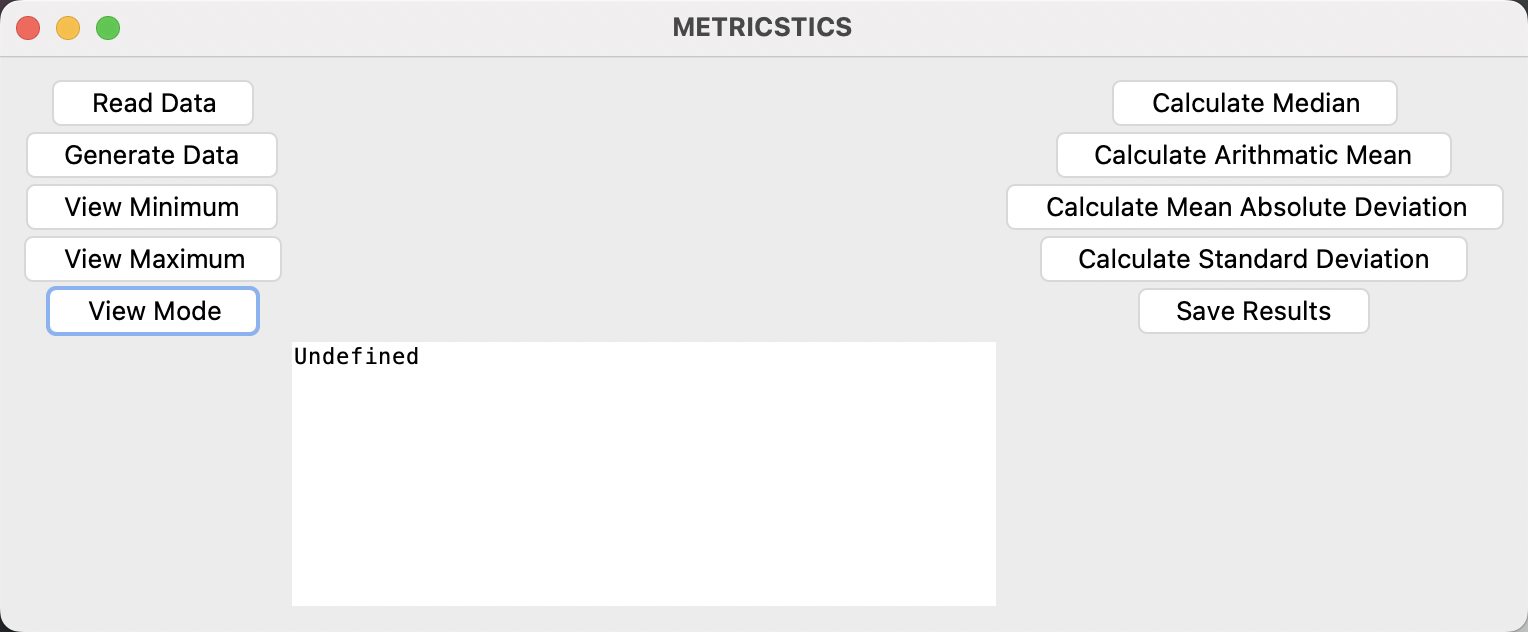 METRICSTICS
Read Data
Generate Data
View Minimum
View Maximum
View Mode
Calculate Median
Calculate Arithmatic Mean
Calculate Mean Absolute Deviation
Calculate Standard Deviation
Save Results
Undefined